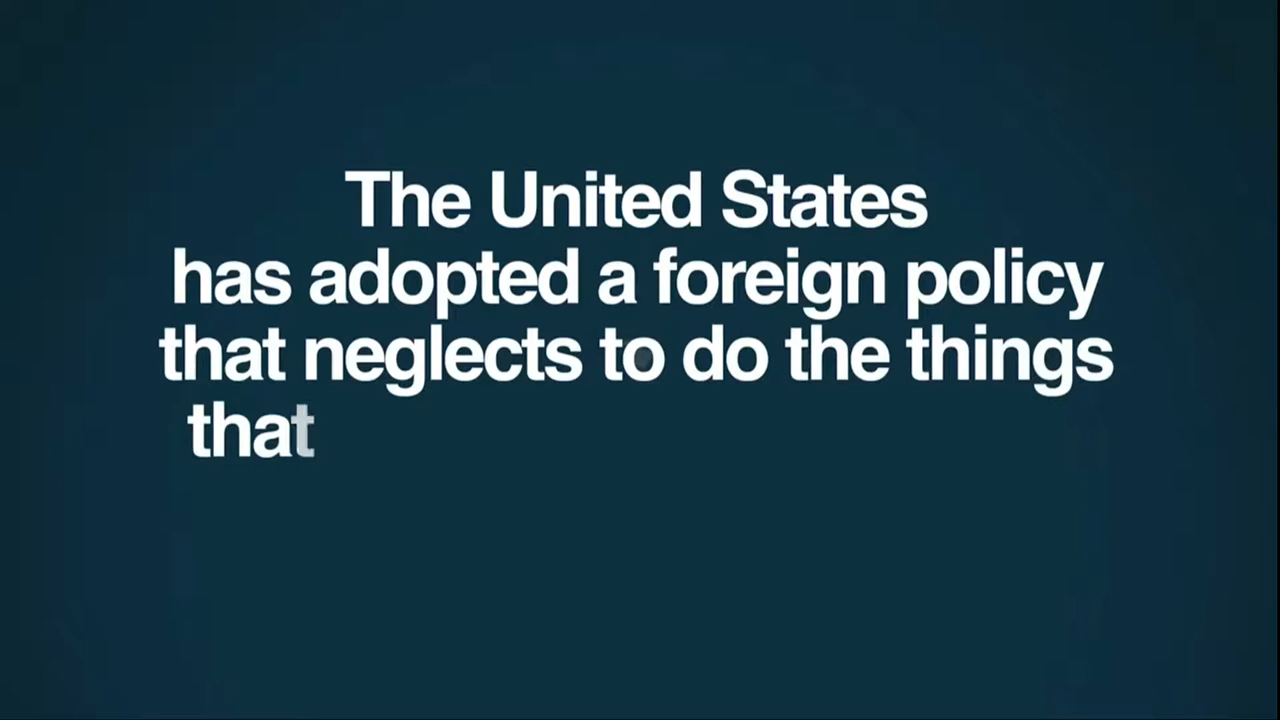 The United States
has adopted a foreign policy
that neglects to do the things
that